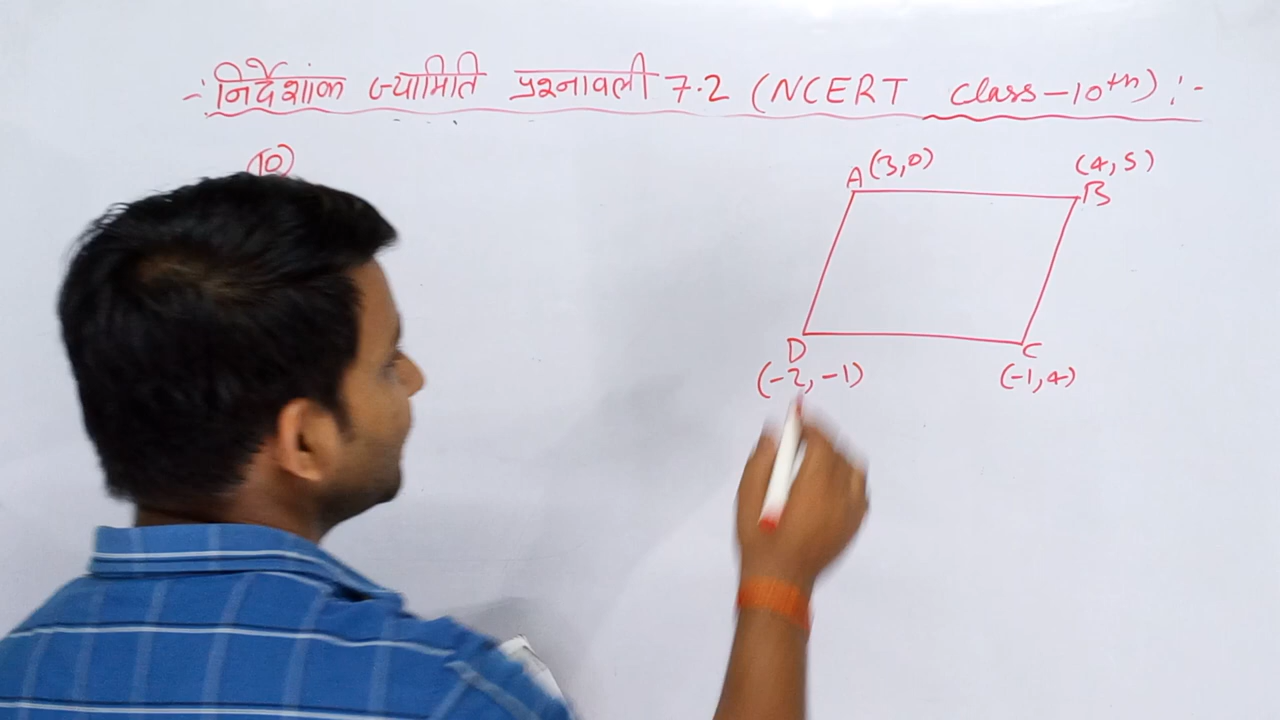 -: निर्देशांक ज्यामिति प्रश्नावली 7.2 (NCERT Class-10th) :-
(10)
A (3,0)
(4,5)
B
D
C
(-2,-1)
(-1,4)